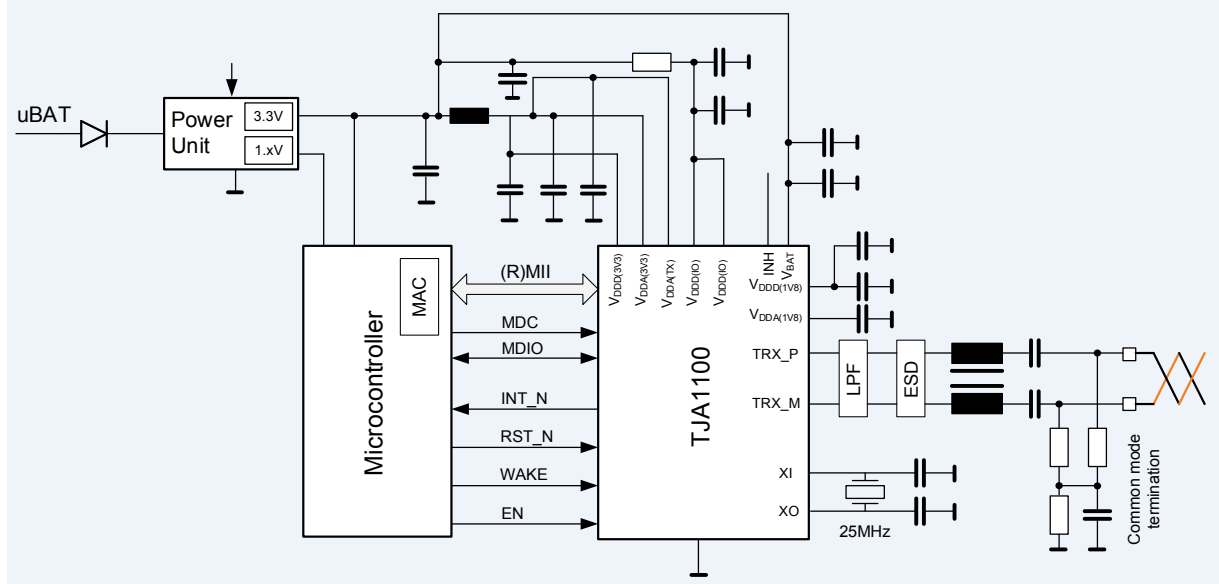 uBAT
Power
Unit
3.3V
1.xV
Microcontroller
MAC
(R)MII
MDC
MDIO
INT_N
RST_N
WAKE
EN
TJA1100
VDDD(3V3)
VDDA(3V3)
VDDA(TX)
VDDD(IO)
VDDD(IO)
INH
VBAT
VDDD(1V8)
VDDA(1V8)
TRX_P
TRX_M
LPF
ESD
XI
XO
25MHz
Common mode
termination